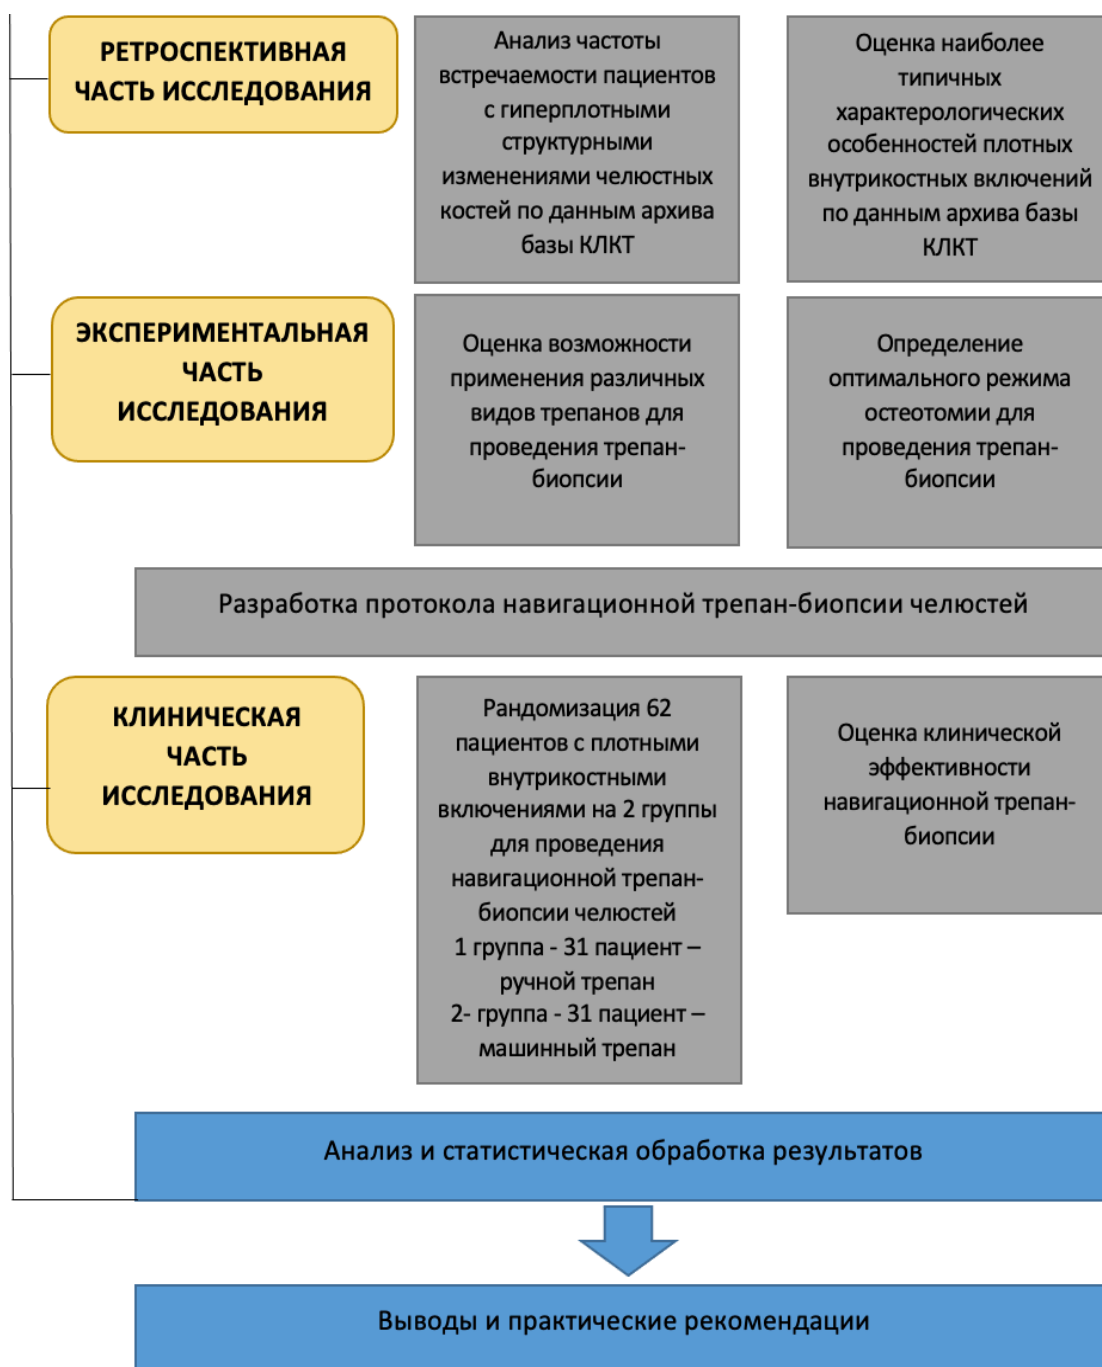 РЕТРОСПЕКТИВНАЯ
ЧАСТЬ ИССЛЕДОВАНИЯ
Анализ частоты
встречаемости пациентов
с гиперплотными
структурными
изменениями челюстных
костей по данным архива
базы КЛКТ
Оценка наиболее
типичных
характерологических
особенностей плотных
внутрикостных включений
по данным архива базы
КЛКТ
ЭКСПЕРИМЕНТАЛЬНАЯ
ЧАСТЬ
ИССЛЕДОВАНИЯ
Оценка возможности
применения различных
видов трепанов для
проведения трепан-
биопсии
Определение
оптимального режима
остеотомии для
проведения трепан-
биопсии
Разработка протокола навигационной трепан-биопсии челюстей
КЛИНИЧЕСКАЯ
ЧАСТЬ
ИССЛЕДОВАНИЯ
Рандомизация 62
пациентов с плотными
внутрикостными
включениями на 2 группы
для проведения
навигационной трепан-
биопсии челюстей
1 группа - 31 пациент –
ручной трепан
2- группа - 31 пациент –
машинный трепан
Оценка клинической
эффективности
навигационной трепан-
биопсии
Анализ и статистическая обработка результатов
Выводы и практические рекомендации